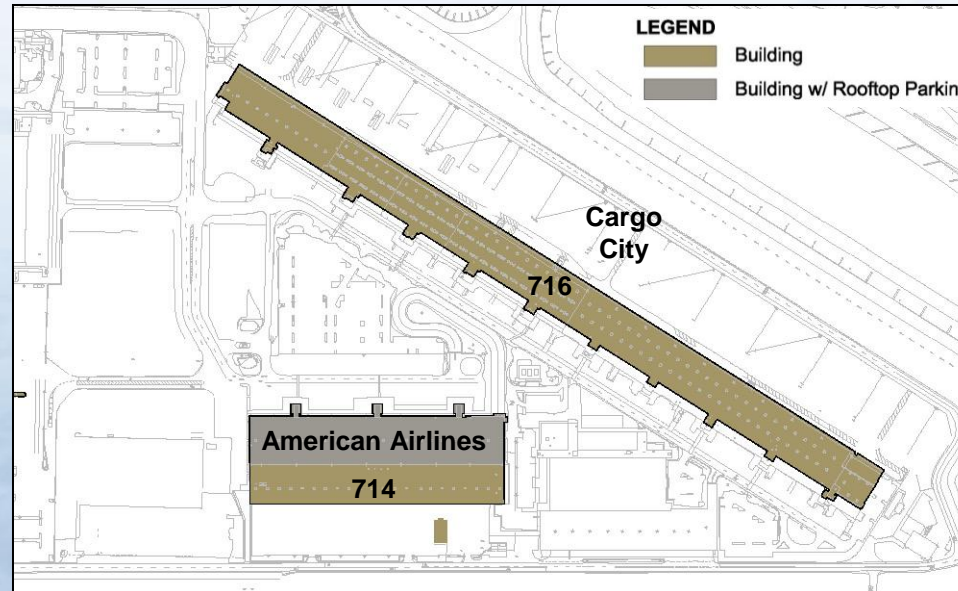 LEGEND
Building
Building w/ Rooftop Parkin
Cargo
City
716
American Airlines
714